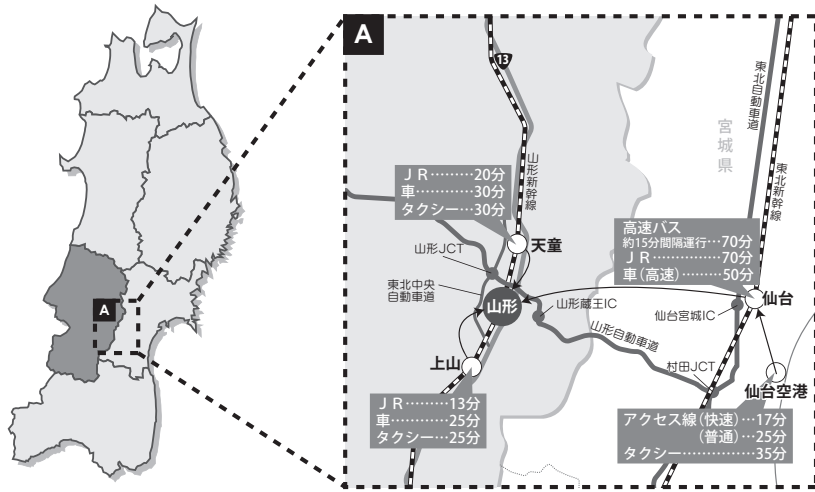 A
A
13
東北自動車道
宮城県
東北新幹線
山形新幹線
ＪＲ………20分
車…………30分
タクシー…30分
高速バス
約15分間隔運行…70分
ＪＲ…………70分
車(高速)……50分
山形JCT
天童
東北中央
自動車道
山形
山形蔵王IC
仙台
仙台宮城IC
山形自動車道
上山
村田JCT
仙台空港
ＪＲ………13分
車…………25分
タクシー…25分
アクセス線(快速)…17分
(普通)…25分
タクシー…………35分